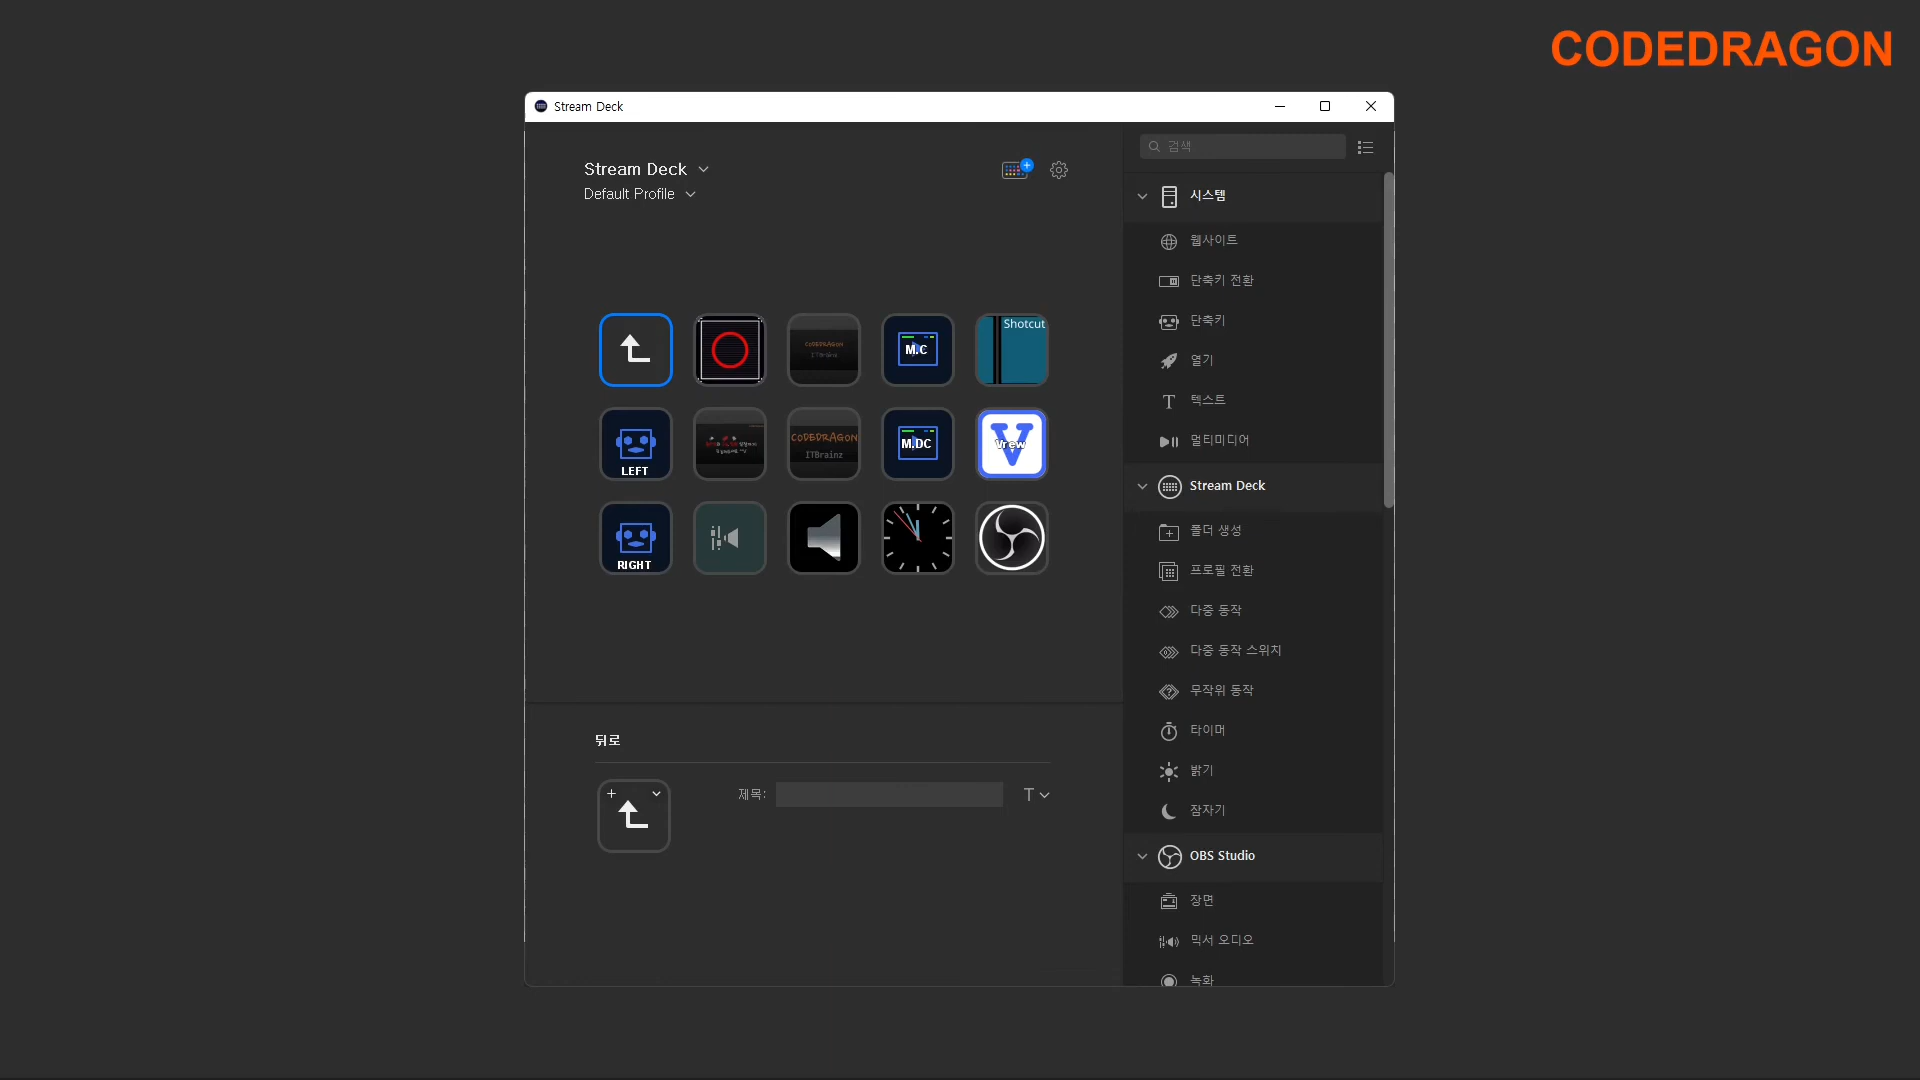 CODEDRAGON
Stream Deck
Stream Deck
Default Profile
검색
시스템
웹사이트
단축키 전환
단축키
열기
텍스트
멀티미디어
Stream Deck
폴더 생성
프로필 전환
다중 동작
다중 동작 스위치
무작위 동작
타이머
밝기
잠자기
OBS Studio
장면
믹서 오디오
녹화
CODEDRAGON
ITBrainz
M.C
Shotcut
LEFT
CODEDRAGON
ITBrainz
M.DC
Vrew
RIGHT
뒤로
제목:
T